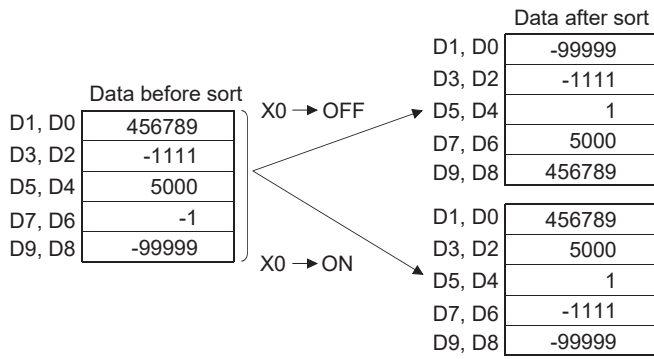 Data before sort
D1, D0 456789
D3, D2 -1111
D5, D4 5000
D7, D6 -1
D9, D8 -99999
X0 → OFF
X0 → ON
Data after sort
D1, D0 -99999
D3, D2 -1111
D5, D4 1
D7, D6 5000
D9, D8 456789
D1, D0 456789
D3, D2 5000
D5, D4 1
D7, D6 -1111
D9, D8 -99999